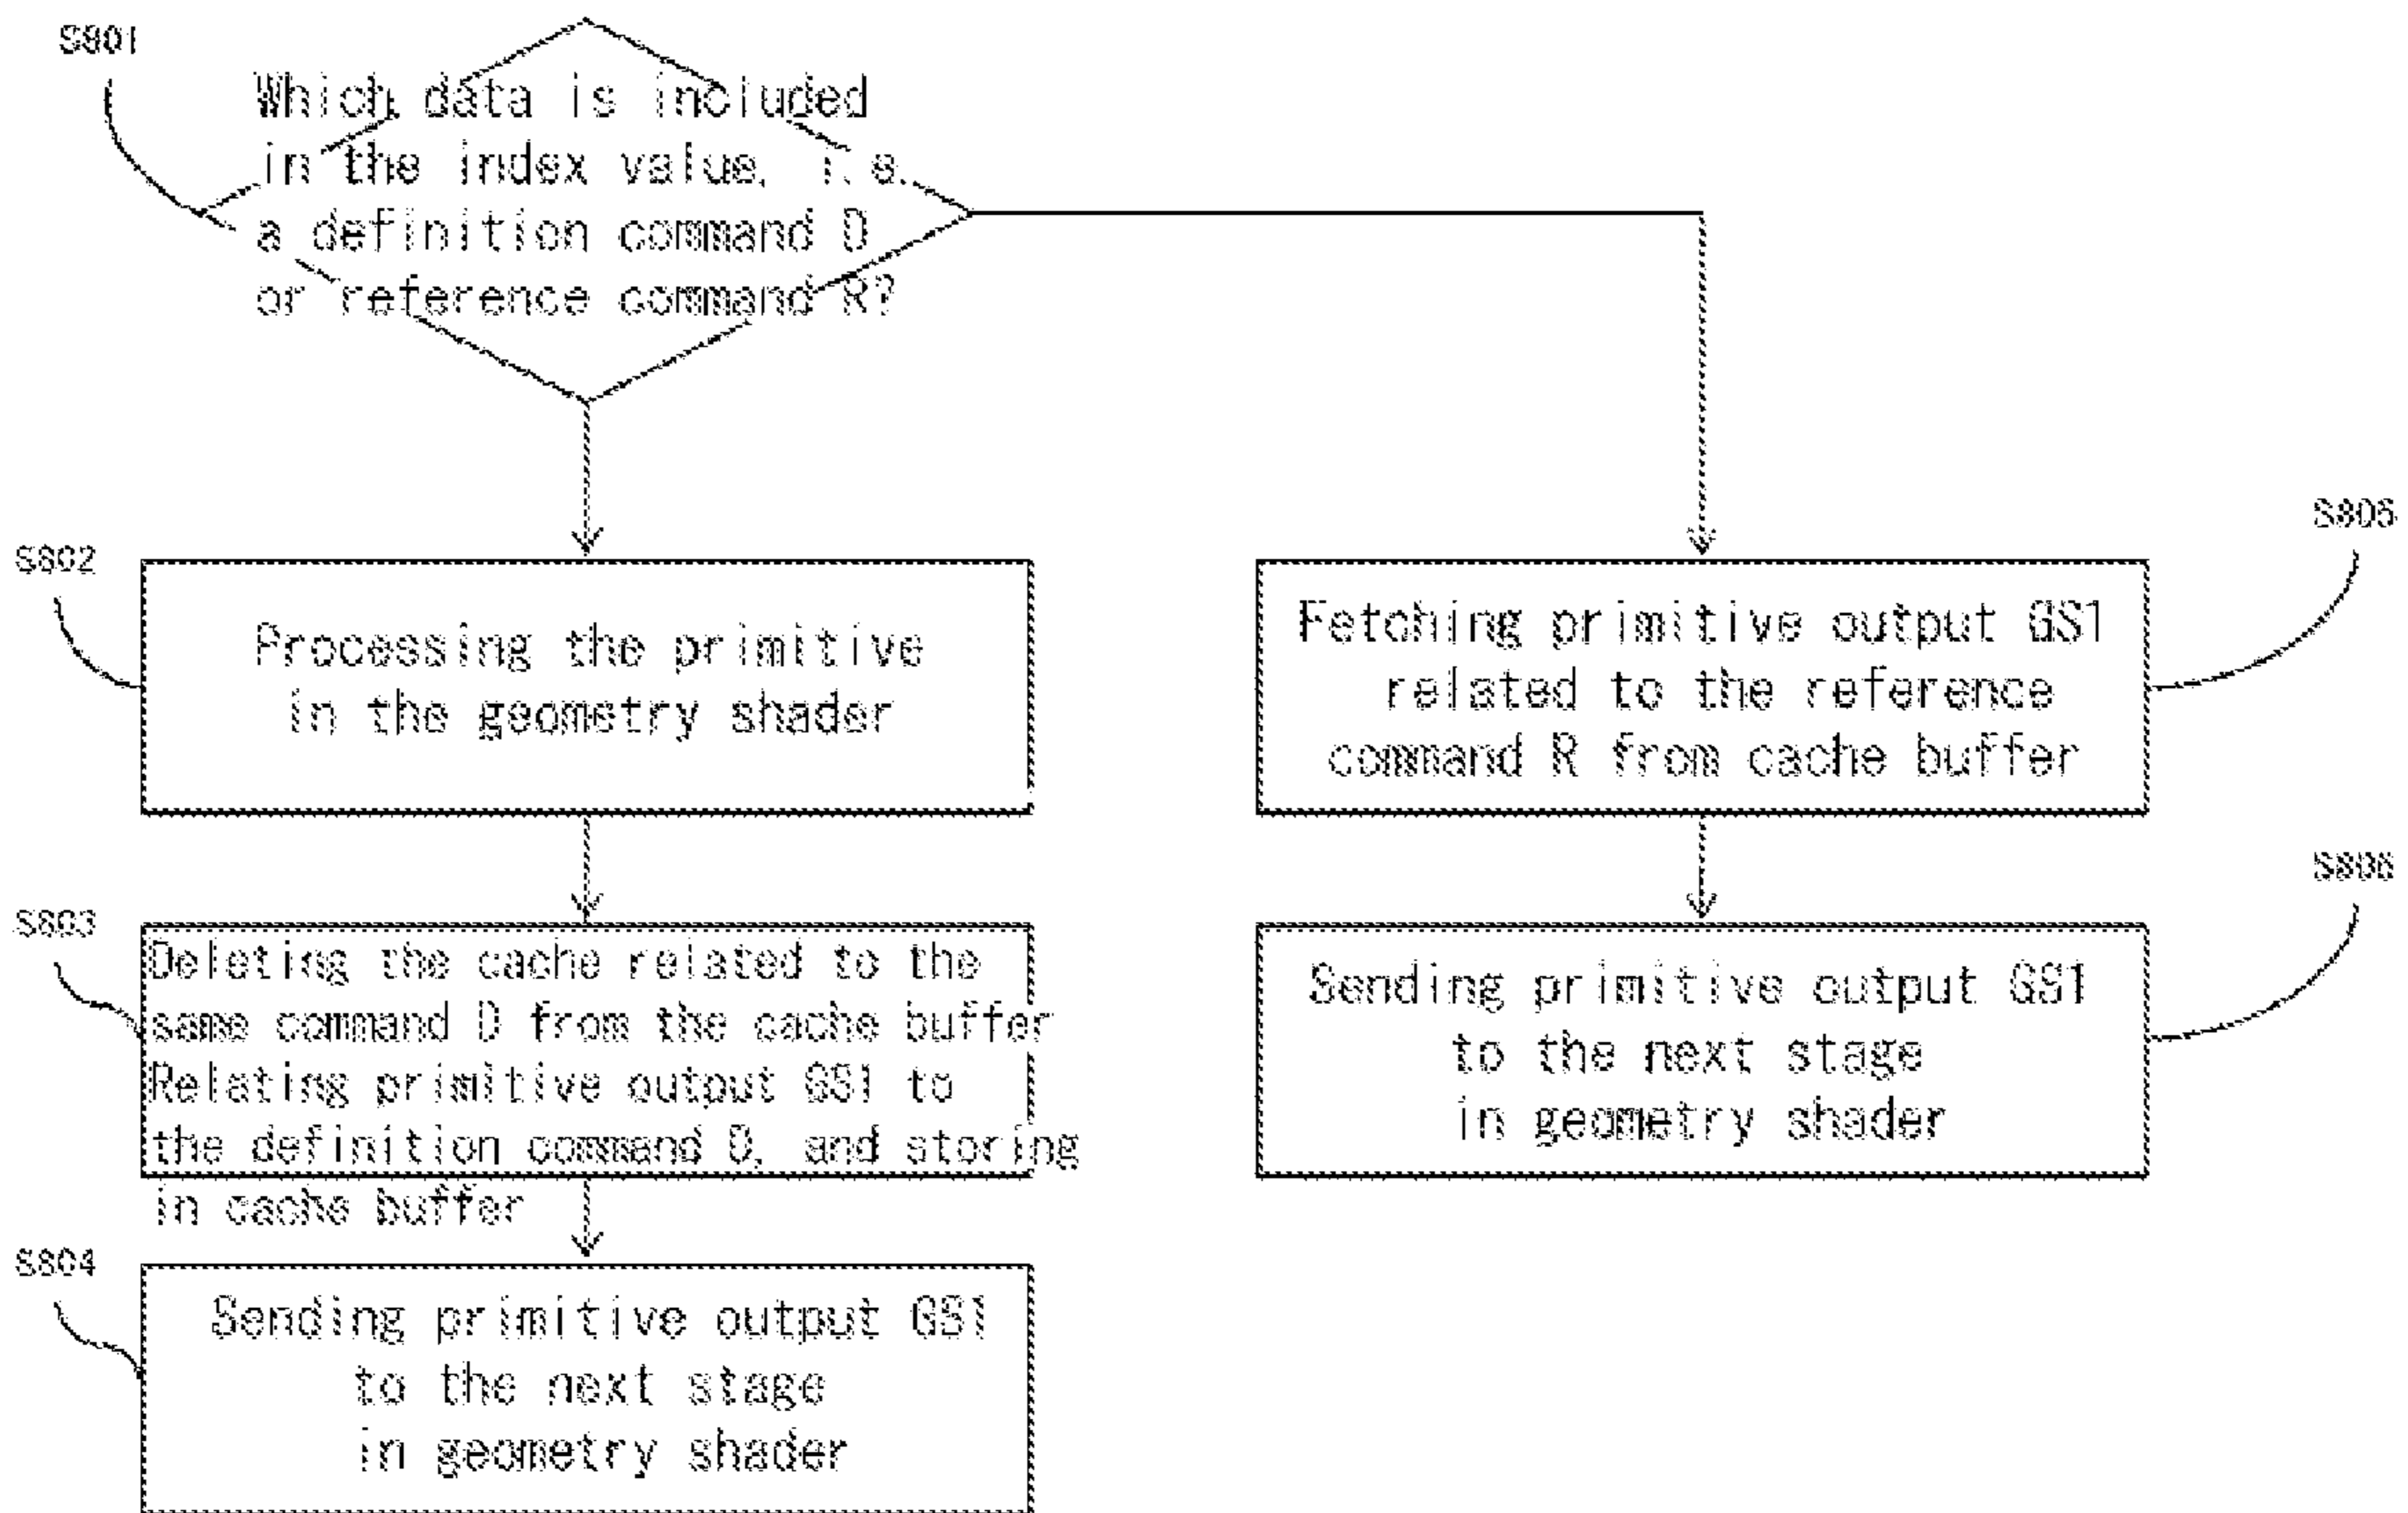 S801
Which data is included
in the index value, i.e.
a definition command D
or reference command R?
S802
Processing the primitive
in the geometry shader
S803
Deleting the cache related to the
same command D from the cache buffer
Relating primitive output GS1 to
the definition command D, and storing
in cache buffer
S804
Sending primitive output GS1
to the next stage
in geometry shader
S805
Fetching primitive output GS1
related to the reference
command R from cache buffer
S806
Sending primitive output GS1
to the next stage
in geometry shader